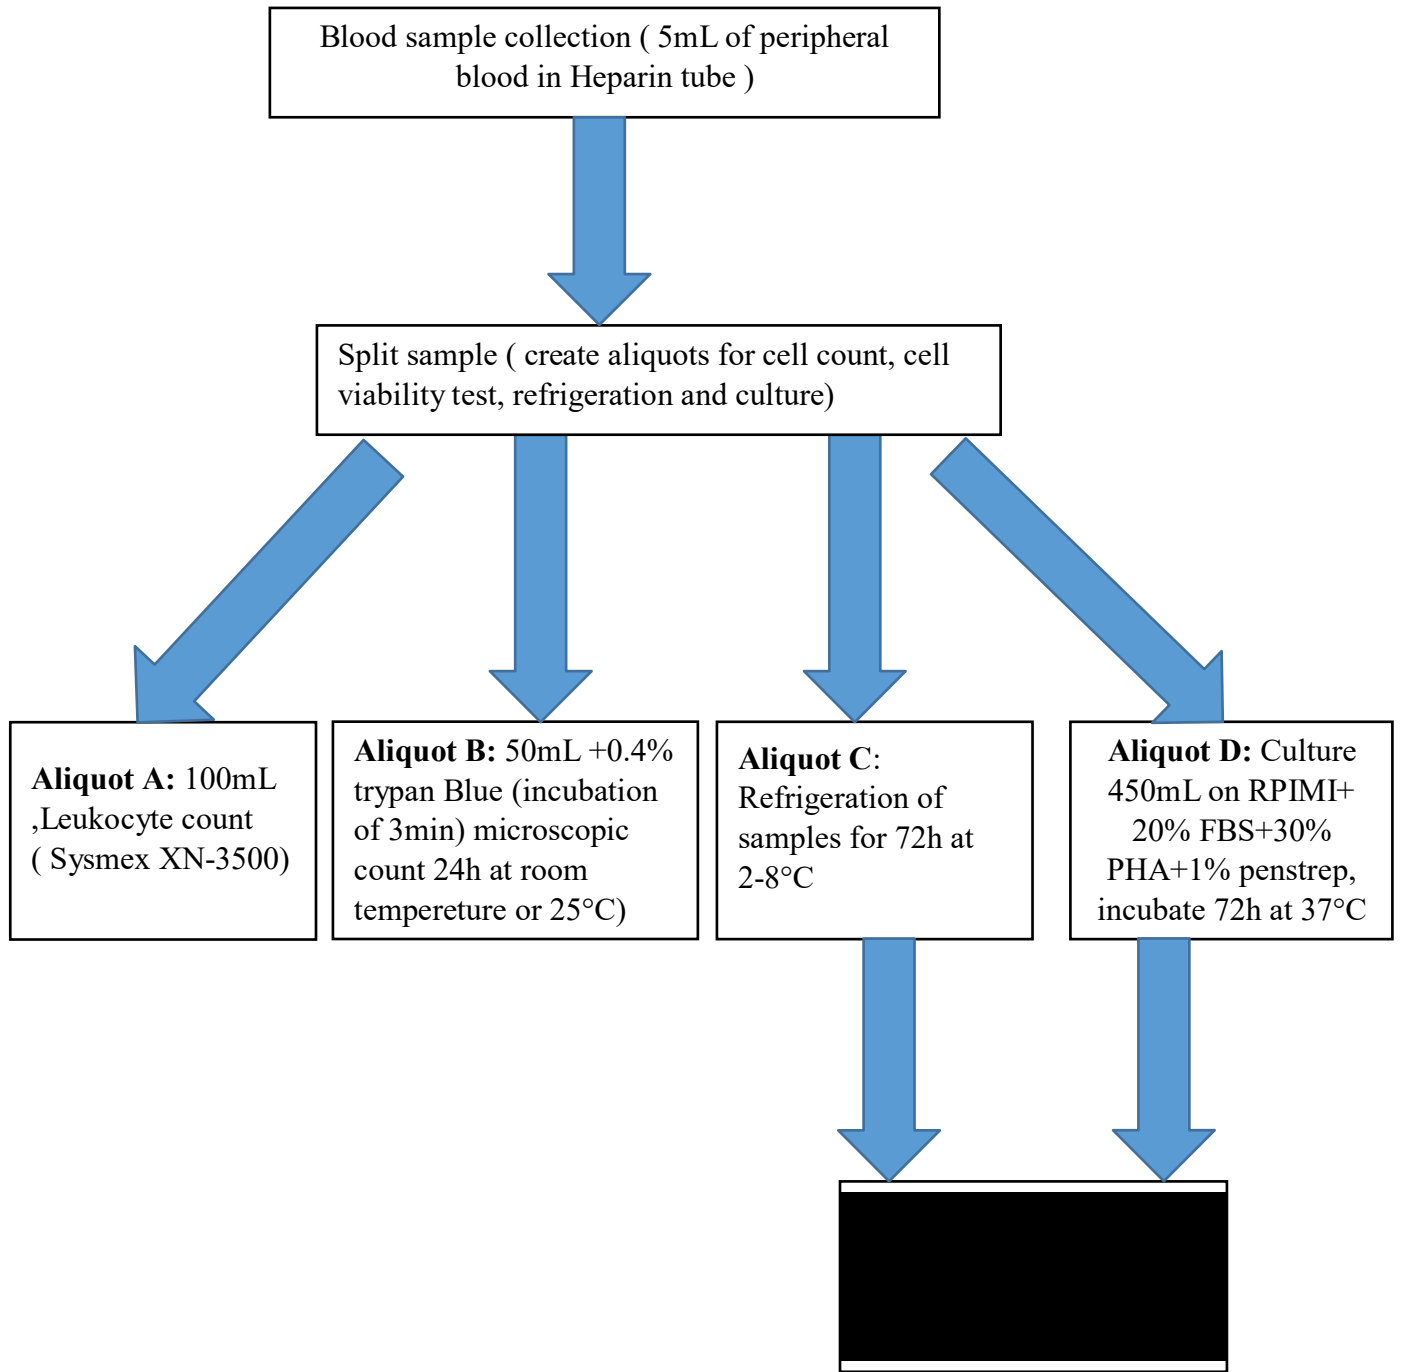 Blood sample collection ( 5mL of peripheral
blood in Heparin tube )
Split sample ( create aliquots for cell count, cell
viability test, refrigeration and culture)
Aliquot A: 100mL
,Leukocyte count
( Sysmex XN-3500)
Aliquot B: 50mL +0.4%
trypan Blue (incubation
of 3min) microscopic
count 24h at room
tempereture or 25°C)
Aliquot C:
Refrigeration of
samples for 72h at
2-8°C
Aliquot D: Culture
450mL on RPIMI+
20% FBS+30%
PHA+1% penstrep,
incubate 72h at 37°C